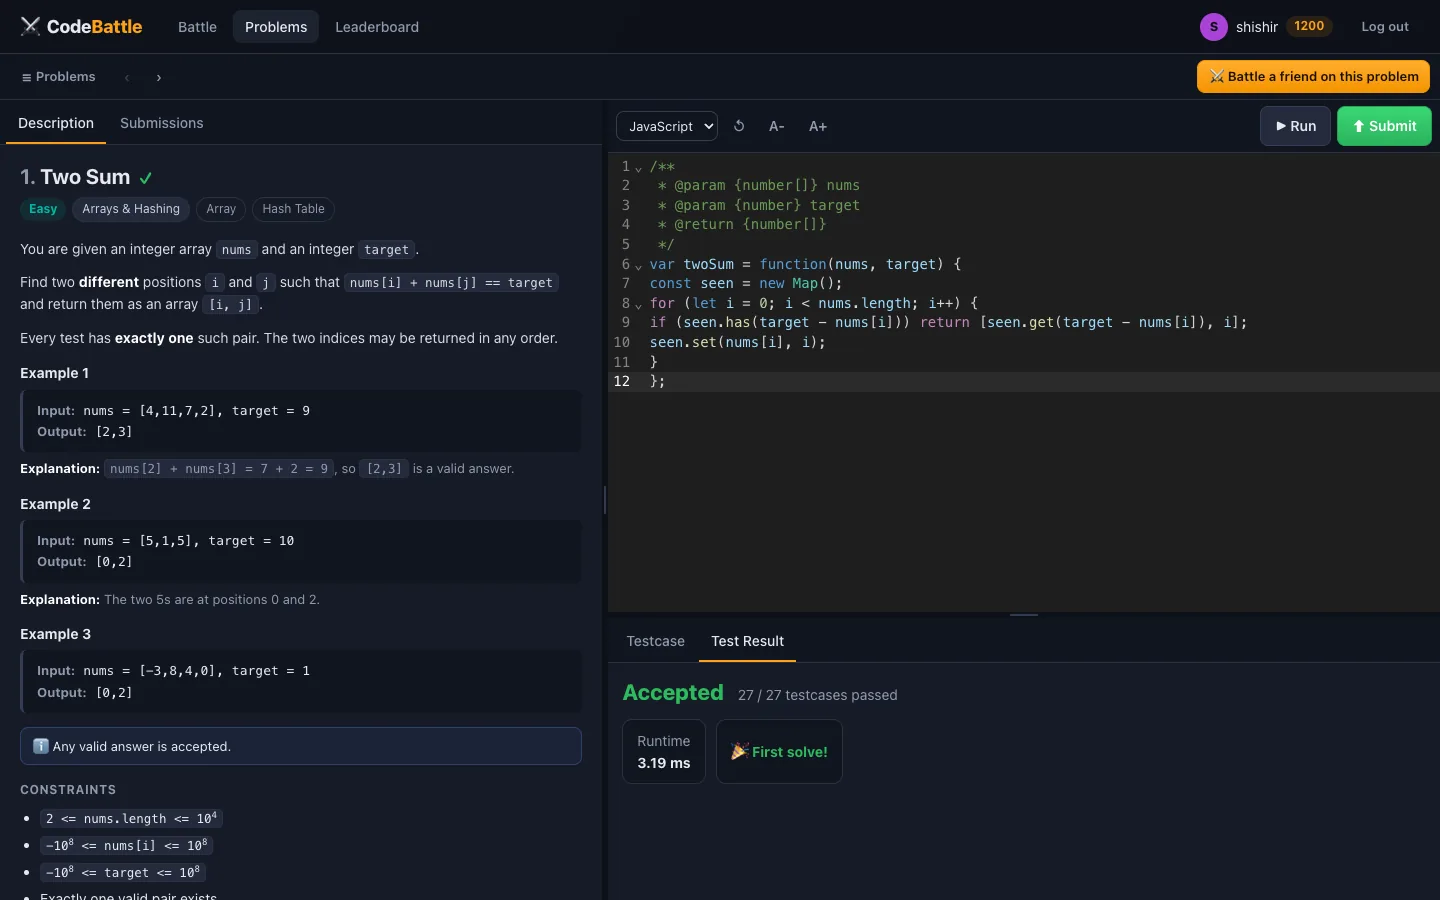 ⚔ CodeBattle Battle Problems Leaderboard S shishir 1200 Log out
≡ Problems ‹ › ⚔ Battle a friend on this problem
Description Submissions
1. Two Sum ✓
Easy Arrays & Hashing Array Hash Table
You are given an integer array nums and an integer target.
Find two different positions i and j such that nums[i] + nums[j] == target
and return them as an array [i, j].
Every test has exactly one such pair. The two indices may be returned in any order.
Example 1
Input: nums = [4,11,7,2], target = 9
Output: [2,3]
Explanation: nums[2] + nums[3] = 7 + 2 = 9, so [2,3] is a valid answer.
Example 2
Input: nums = [5,1,5], target = 10
Output: [0,2]
Explanation: The two 5s are at positions 0 and 2.
Example 3
Input: nums = [−3,8,4,0], target = 1
Output: [0,2]
ℹ Any valid answer is accepted.
CONSTRAINTS
• 2 <= nums.length <= 10⁴
• −10⁸ <= nums[i] <= 10⁸
• −10⁸ <= target <= 10⁸
• Exactly one valid pair exists
JavaScript ↺ A- A+ ▶ Run ⬆ Submit
1 /**
2 * @param {number[]} nums
3 * @param {number} target
4 * @return {number[]}
5 */
6 var twoSum = function(nums, target) {
7 const seen = new Map();
8 for (let i = 0; i < nums.length; i++) {
9 if (seen.has(target − nums[i])) return [seen.get(target − nums[i]), i];
10 seen.set(nums[i], i);
11 }
12 };
Testcase Test Result
Accepted 27 / 27 testcases passed
Runtime
3.19 ms
🎉 First solve!